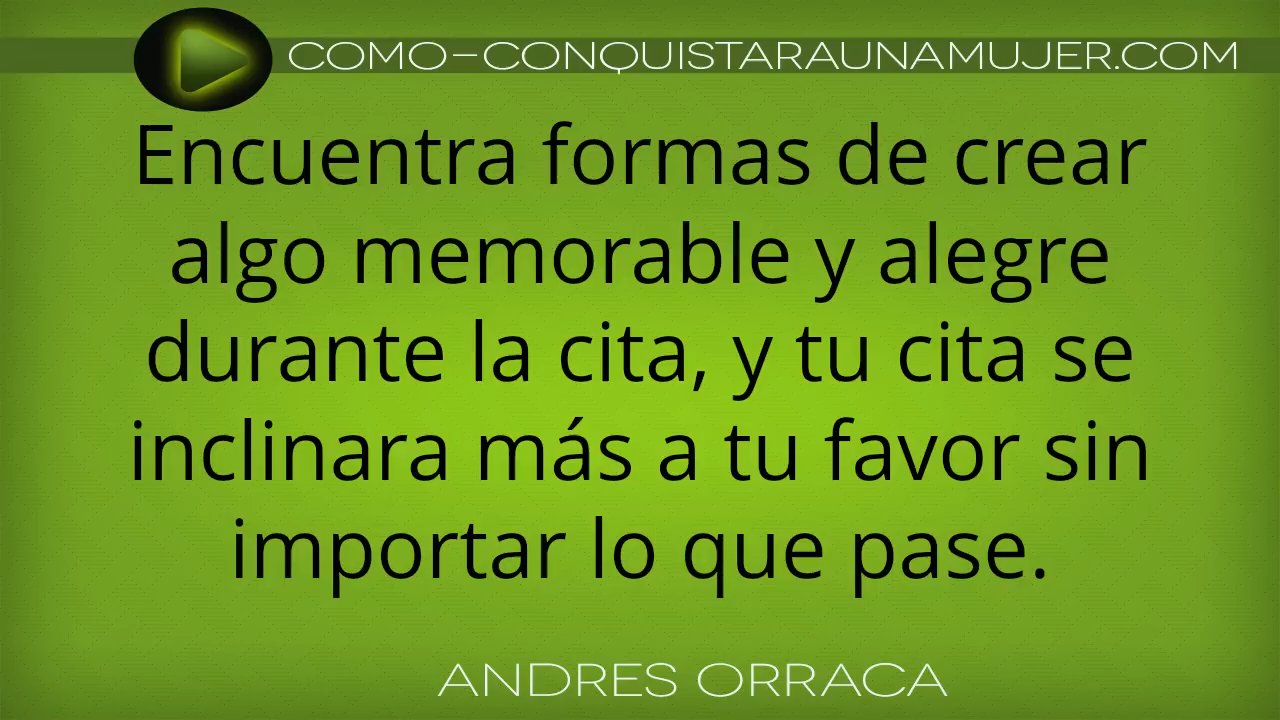 COMO-CONQUISTARAUNAMUJER.COM
Encuentra formas de crear
algo memorable y alegre
durante la cita, y tu cita se
inclinara más a tu favor sin
importar lo que pase.
ANDRES ORRACA